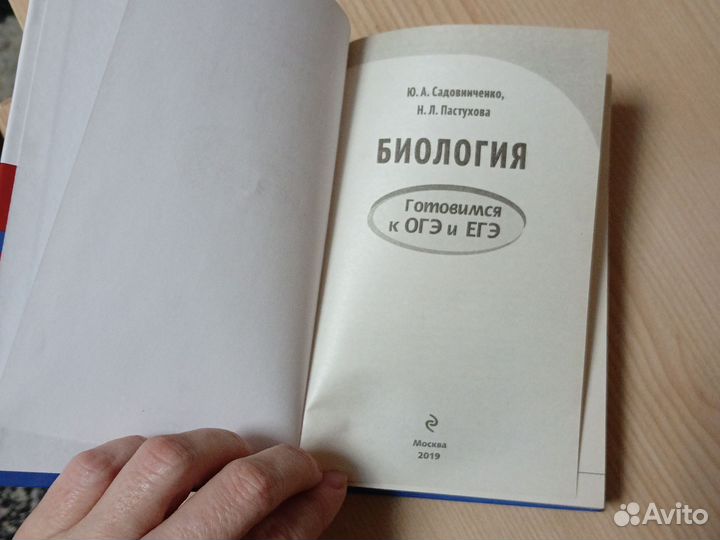 Ю. А. Садовниченко,
Н. Л. Пастухова
БИОЛОГИЯ
Готовимся
к ОГЭ и ЕГЭ
Москва
2019
Avito